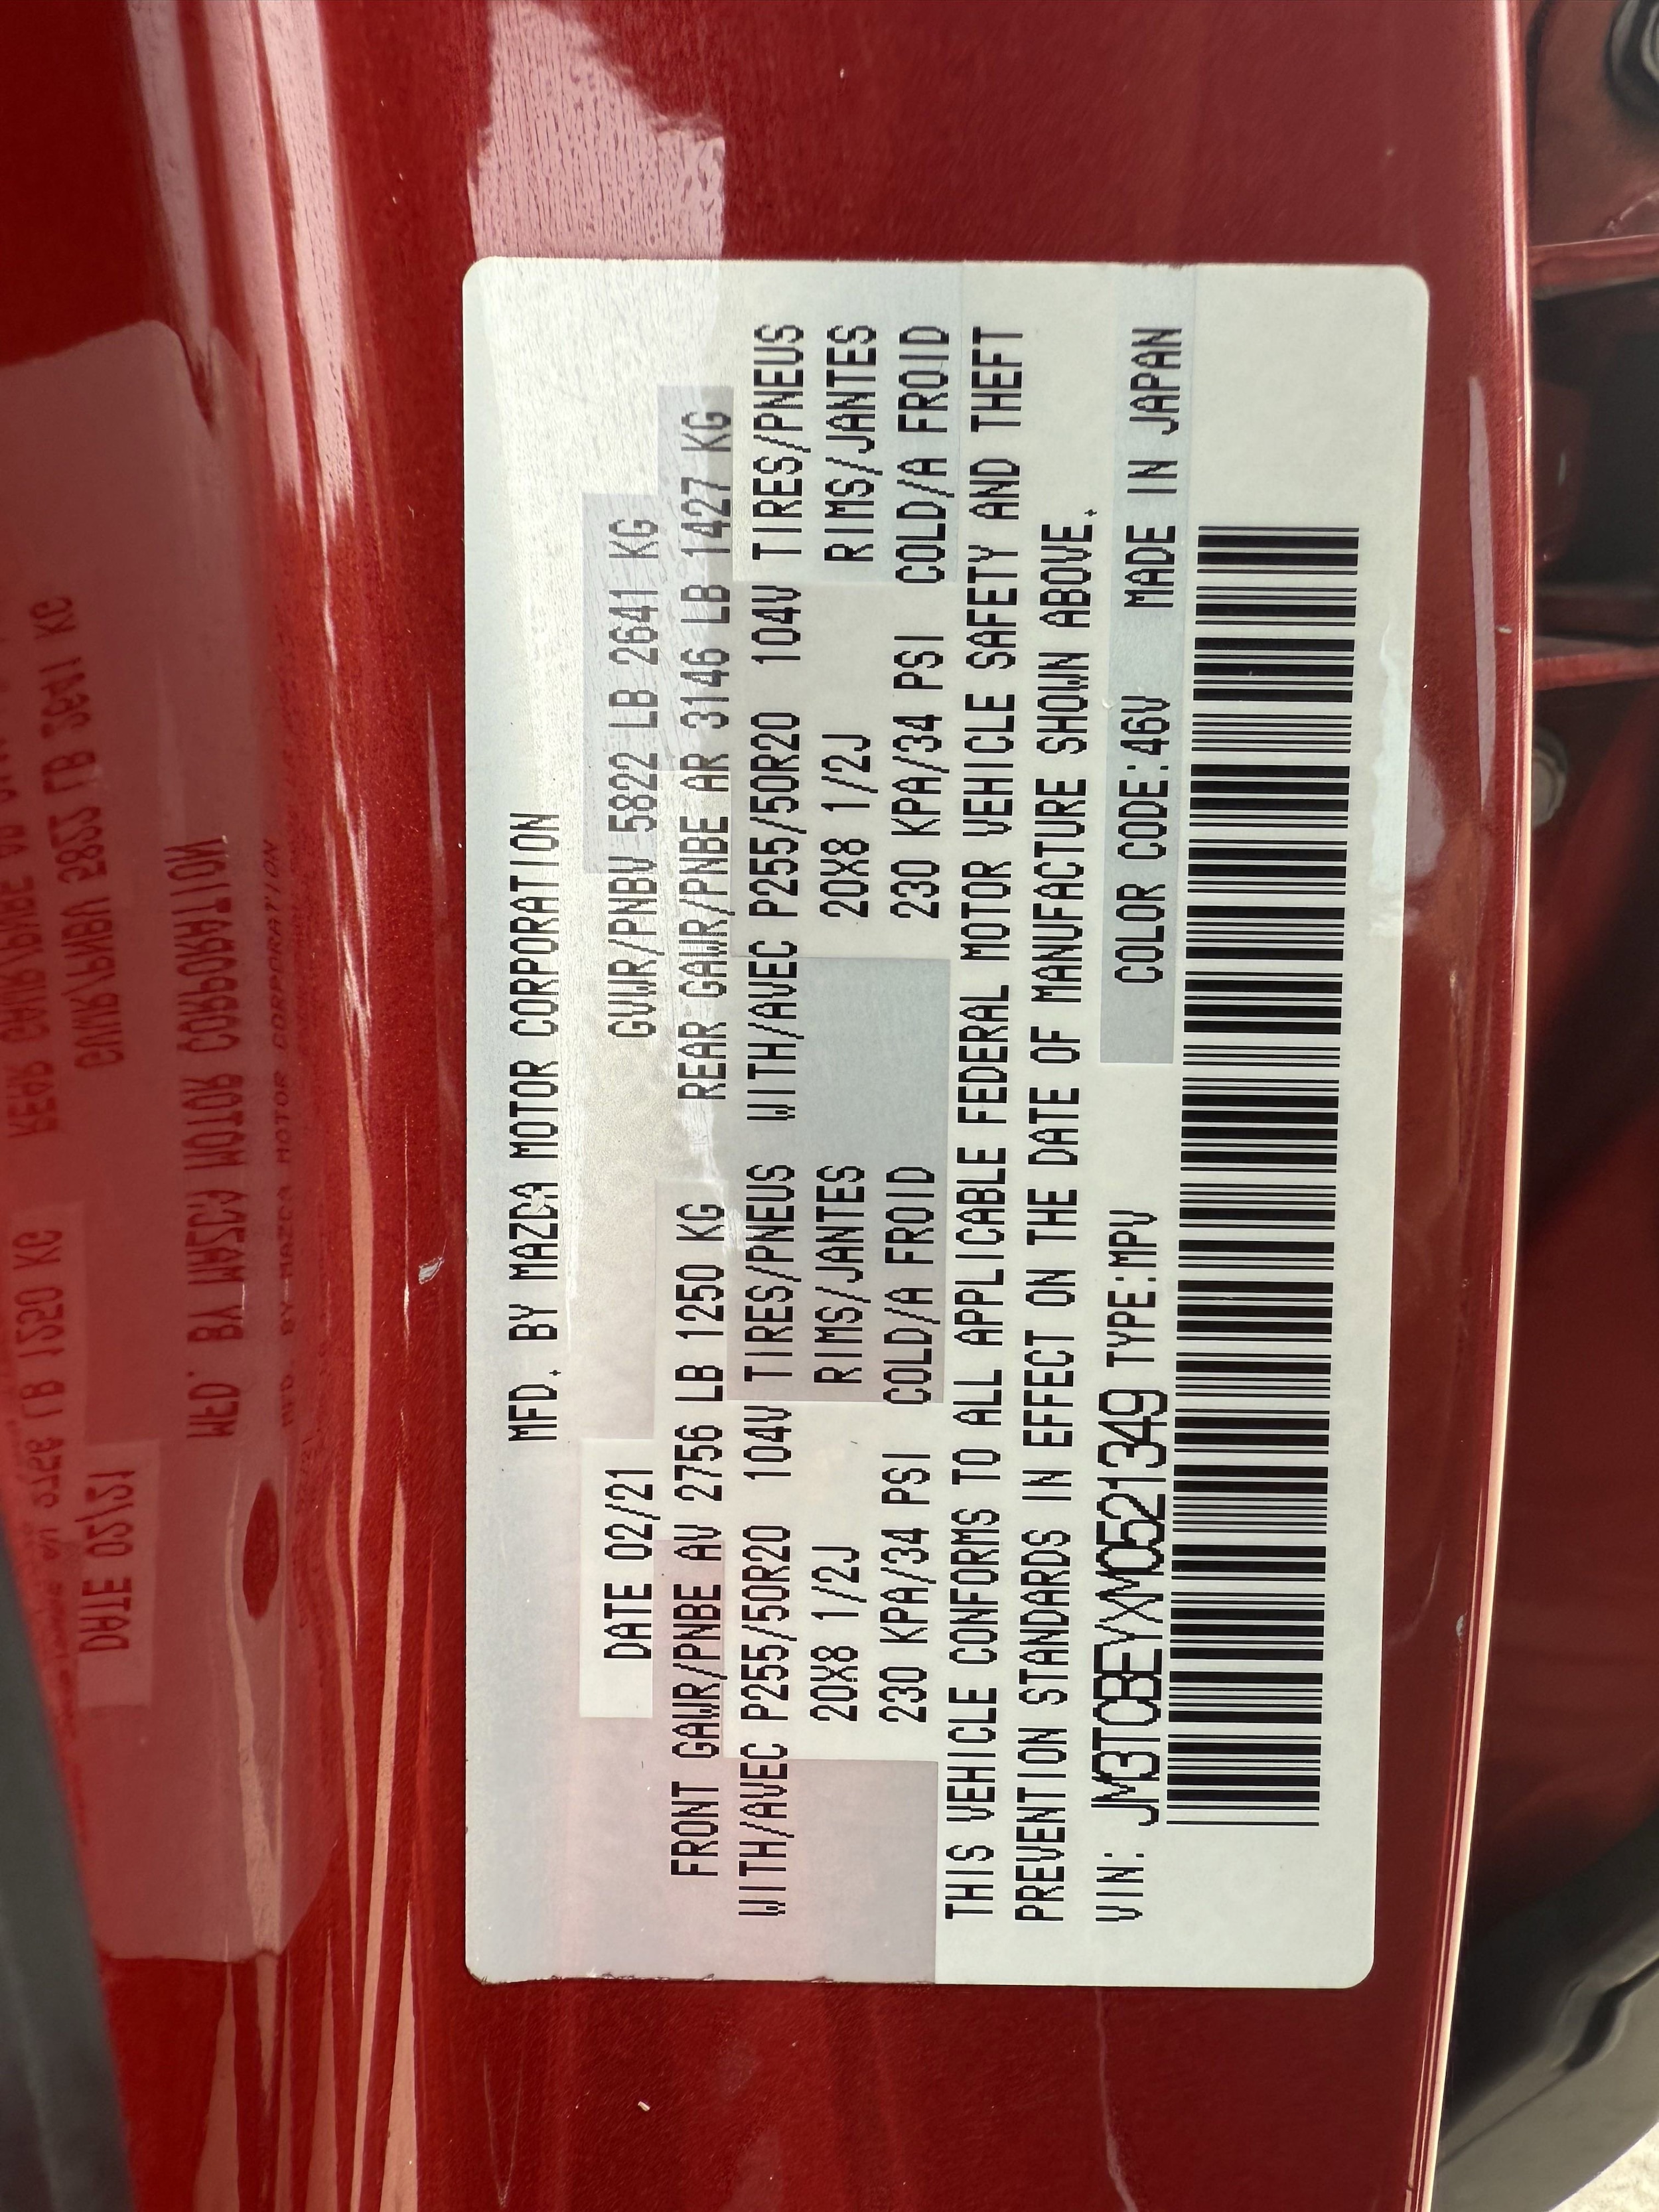 MFD. BY MAZDA MOTOR CORPORATION
DATE 02/21 GVWR/PNBV 5822 LB 2641 KG
FRONT GAWR/PNBE AV 2756 LB 1250 KG REAR GAWR/PNBE AR 3146 LB 1427 KG
WITH/AVEC P255/50R20 104V TIRES/PNEUS WITH/AVEC P255/50R20 104V TIRES/PNEUS
20X8 1/2J RIMS/JANTES 20X8 1/2J RIMS/JANTES
230 KPA/34 PSI COLD/A FROID 230 KPA/34 PSI COLD/A FROID
THIS VEHICLE CONFORMS TO ALL APPLICABLE FEDERAL MOTOR VEHICLE SAFETY AND THEFT
PREVENTION STANDARDS IN EFFECT ON THE DATE OF MANUFACTURE SHOWN ABOVE.
VIN: JM3TCBEYXM0521349 TYPE:MPV COLOR CODE:46V MADE IN JAPAN